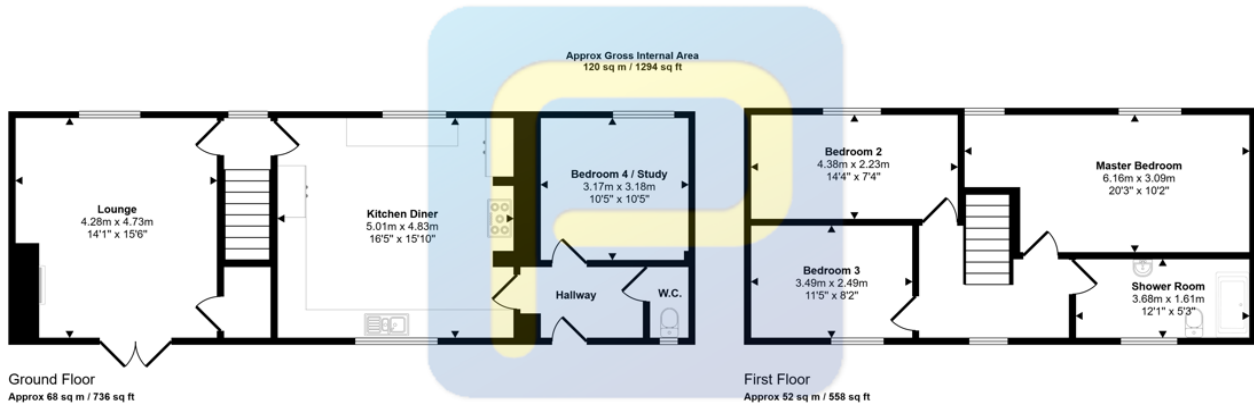 Approx Gross Internal Area
120 sq m / 1294 sq ft
Lounge
4.28m x 4.73m
14'1" x 15'6"
Kitchen Diner
5.01m x 4.83m
16'5" x 15'10"
Bedroom 4 / Study
3.17m x 3.18m
10'5" x 10'5"
Hallway
W.C.
Ground Floor
Approx 68 sq m / 736 sq ft
Bedroom 2
4.38m x 2.23m
14'4" x 7'4"
Master Bedroom
6.16m x 3.09m
20'3" x 10'2"
Bedroom 3
3.49m x 2.49m
11'5" x 8'2"
Shower Room
3.68m x 1.61m
12'1" x 5'3"
First Floor
Approx 52 sq m / 558 sq ft